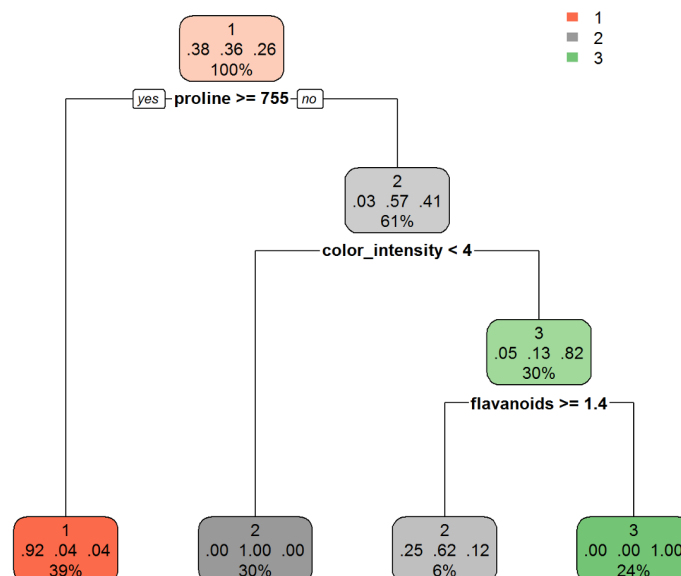 1
.38 .36 .26
100%
1
2
3
yes proline >= 755 no
2
.03 .57 .41
61%
color_intensity < 4
3
.05 .13 .82
30%
flavanoids >= 1.4
1
.92 .04 .04
39%
2
.00 1.00 .00
30%
2
.25 .62 .12
6%
3
.00 .00 1.00
24%